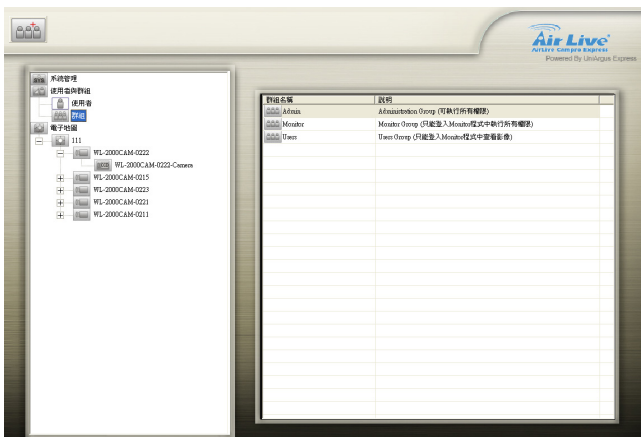 Air Live®
AirLive CamPro Express
Powered By UniArgus Express
系統管理
使用者與群組
使用者
群組
電子地圖
111
WL-2000CAM-0222
WL-2000CAM-0222-Camera
WL-2000CAM-0215
WL-2000CAM-0223
WL-2000CAM-0221
WL-2000CAM-0211
群組名稱 說明
Admin Administration Group (可執行所有權限)
Monitor Monitor Group (只能登入Monitor程式中執行所有權限)
Users Users Group (只能登入Monitor程式中查看影像)